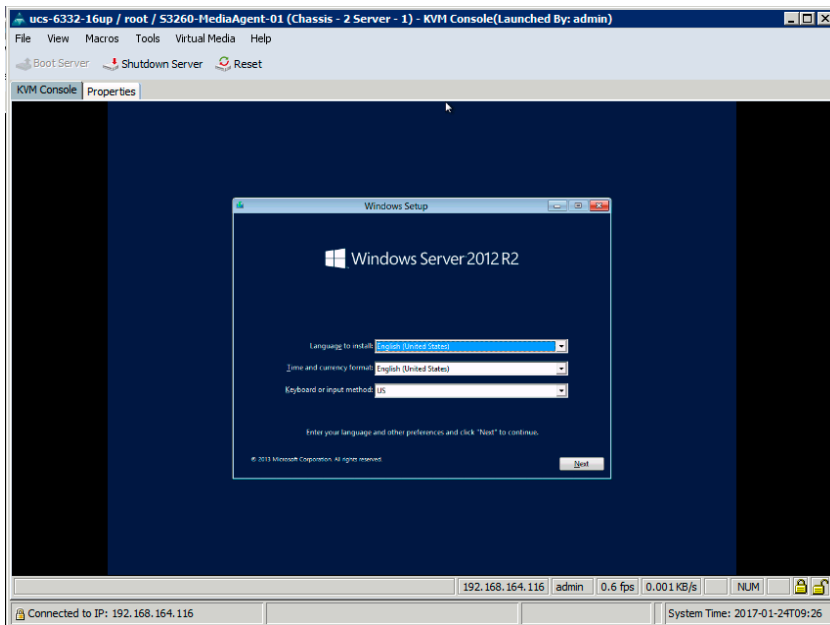 ucs-6332-16up / root / S3260-MediaAgent-01 (Chassis - 2 Server - 1) - KVM Console(Launched By: admin)
File View Macros Tools Virtual Media Help
Boot Server Shutdown Server Reset
KVM Console Properties
Windows Setup
Windows Server 2012 R2
Language to install: English (United States)
Time and currency format: English (United States)
Keyboard or input method: US
Enter your language and other preferences and click "Next" to continue.
© 2013 Microsoft Corporation. All rights reserved.
Next
192.168.164.116 admin 0.6 fps 0.001 KB/s NUM
Connected to IP: 192.168.164.116 System Time: 2017-01-24T09:26